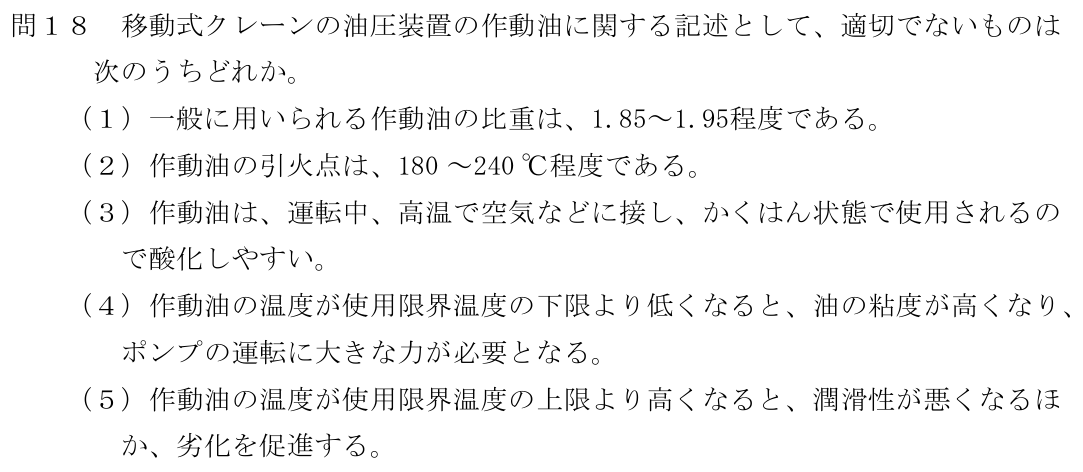 問１８　移動式クレーンの油圧装置の作動油に関する記述として、適切でないものは
次のうちどれか。
（１）一般に用いられる作動油の比重は、1.85～1.95程度である。
（２）作動油の引火点は、180 ～240 ℃程度である。
（３）作動油は、運転中、高温で空気などに接し、かくはん状態で使用されるの
で酸化しやすい。
（４）作動油の温度が使用限界温度の下限より低くなると、油の粘度が高くなり、
ポンプの運転に大きな力が必要となる。
（５）作動油の温度が使用限界温度の上限より高くなると、潤滑性が悪くなるほ
か、劣化を促進する。